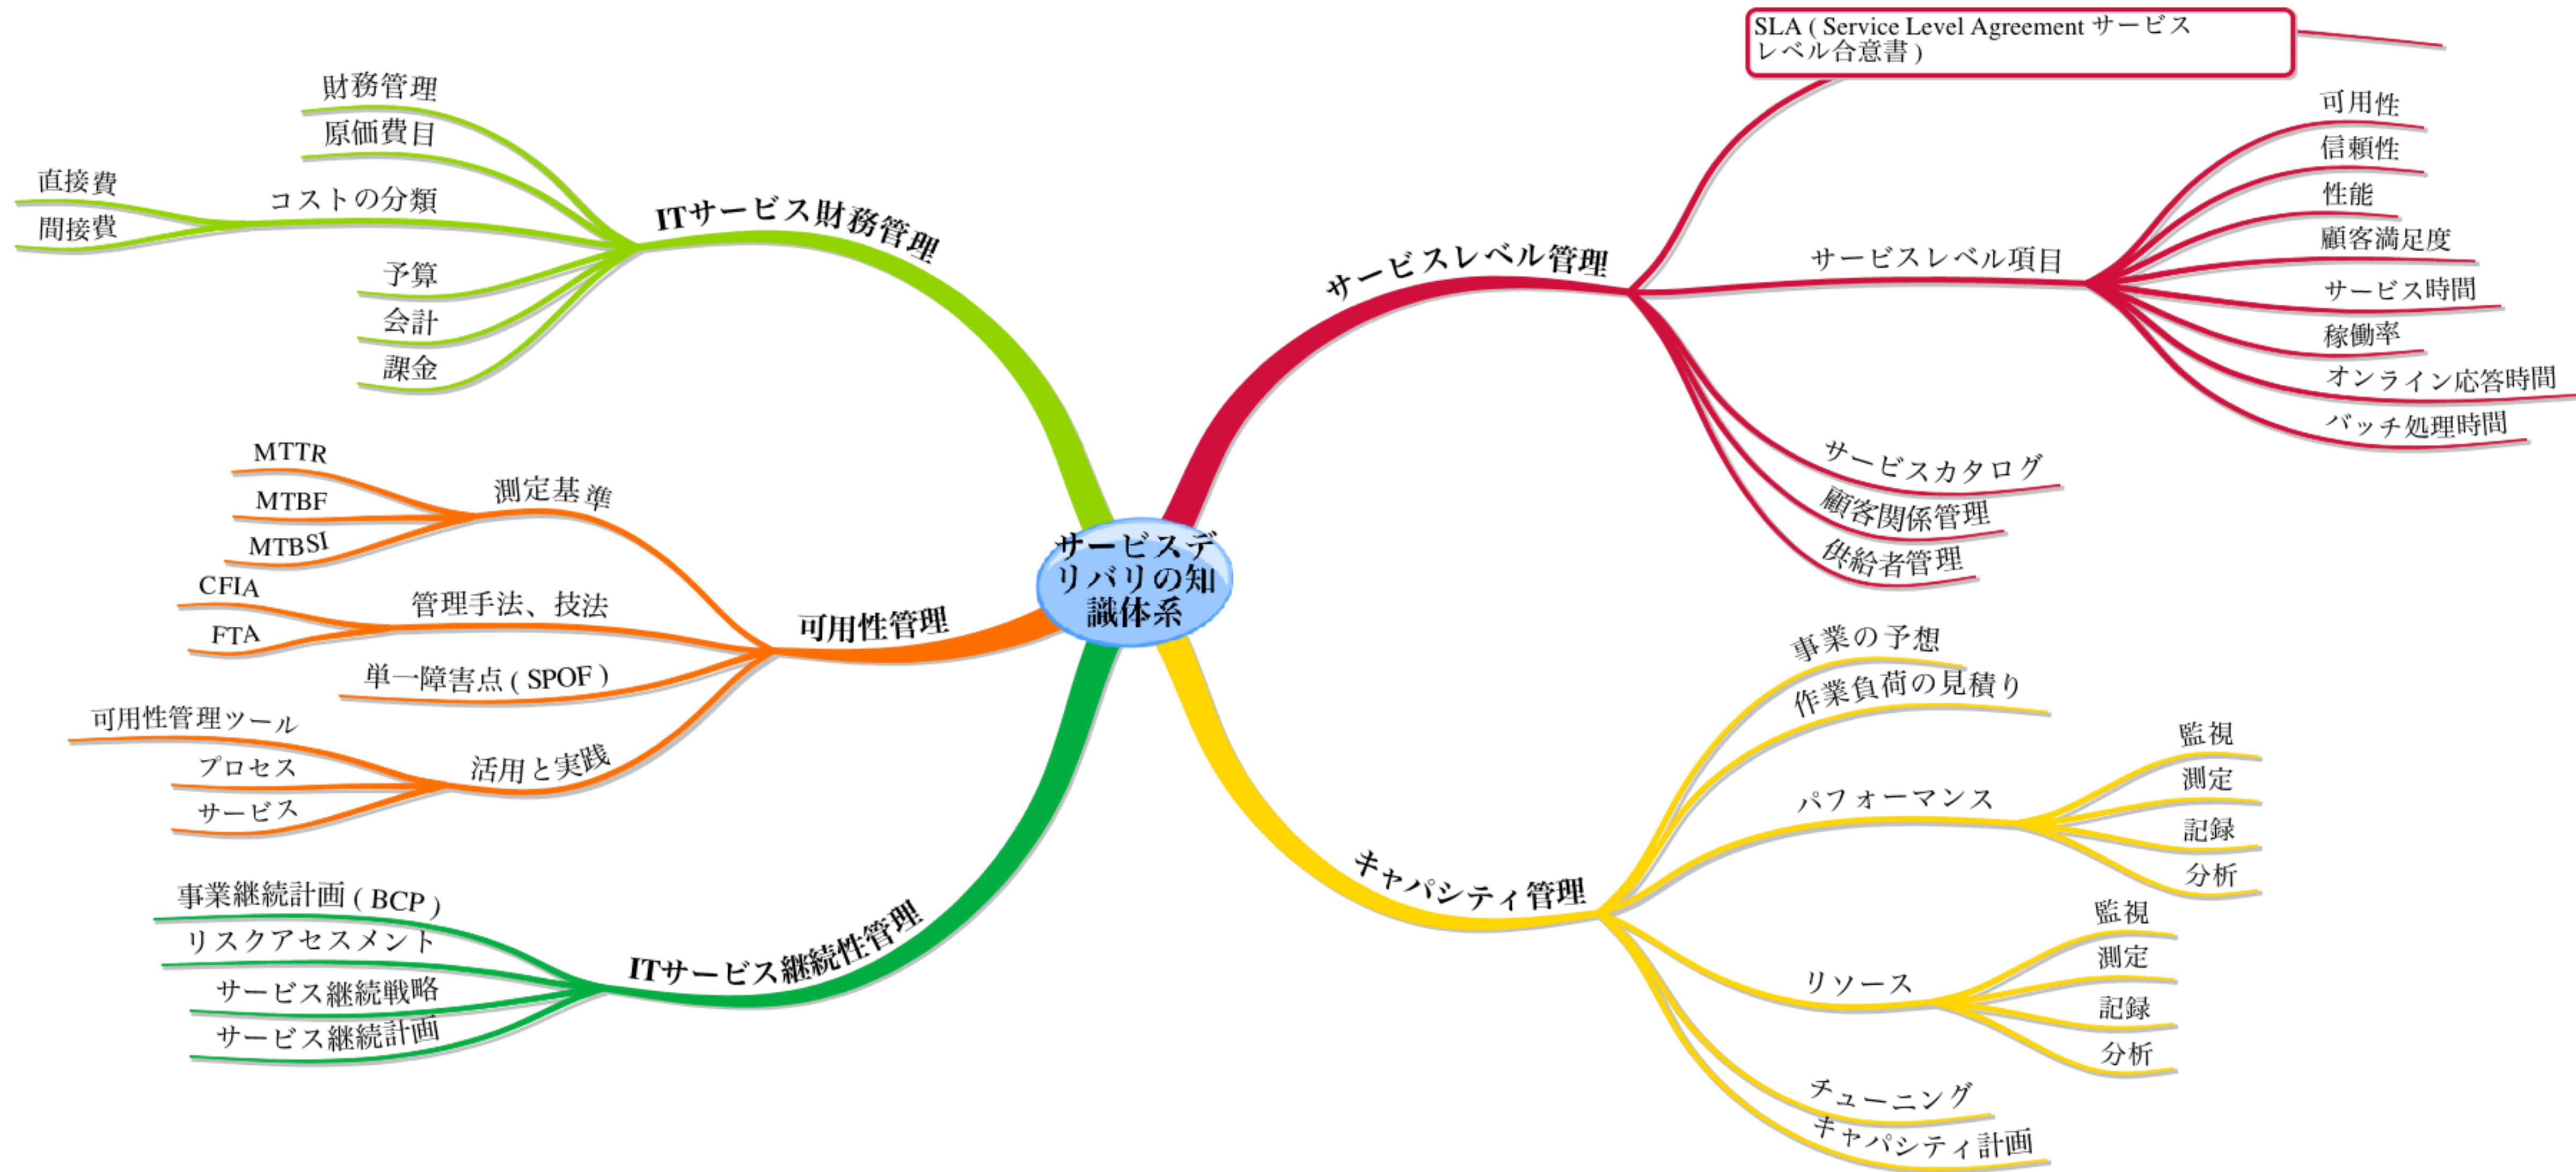 サービスデ
リバリの知
識体系
サービスレベル管理
SLA ( Service Level Agreement サービス
レベル合意書 )
サービスレベル項目
可用性
信頼性
性能
顧客満足度
サービス時間
稼働率
オンライン応答時間
バッチ処理時間
サービスカタログ
顧客関係管理
供給者管理
キャパシティ管理
事業の予想
作業負荷の見積り
パフォーマンス
監視
測定
記録
分析
リソース
監視
測定
記録
分析
チューニング
キャパシティ計画
ITサービス財務管理
財務管理
原価費目
コストの分類
直接費
間接費
予算
会計
課金
可用性管理
測定基準
MTTR
MTBF
MTBSI
管理手法、技法
CFIA
FTA
単一障害点 ( SPOF )
活用と実践
可用性管理ツール
プロセス
サービス
ITサービス継続性管理
事業継続計画 ( BCP )
リスクアセスメント
サービス継続戦略
サービス継続計画